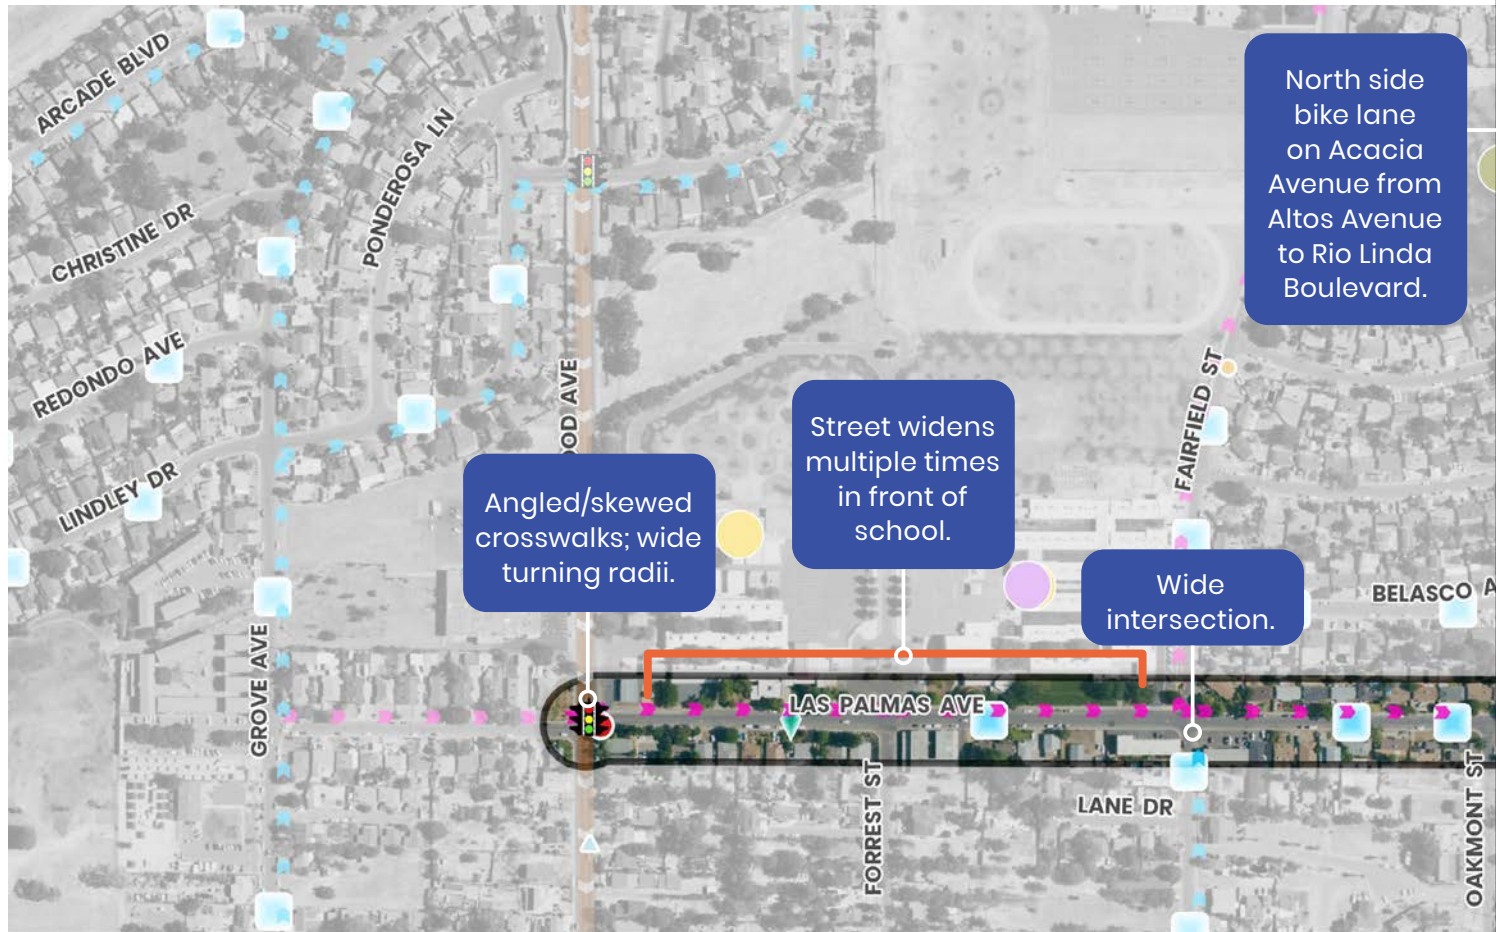 ARCADE BLVD
North side
bike lane
on Acacia
Avenue from
Altos Avenue
to Rio Linda
Boulevard.
PONDEROSA LN
CHRISTINE DR
REDONDO AVE
OOD AVE
FAIRFIELD ST
Street widens
multiple times
in front of
school.
LINDLEY DR
Angled/skewed
crosswalks; wide
turning radii.
Wide
intersection.
BELASCO A
GROVE AVE
LAS PALMAS AVE
FORREST ST
LANE DR
OAKMONT ST